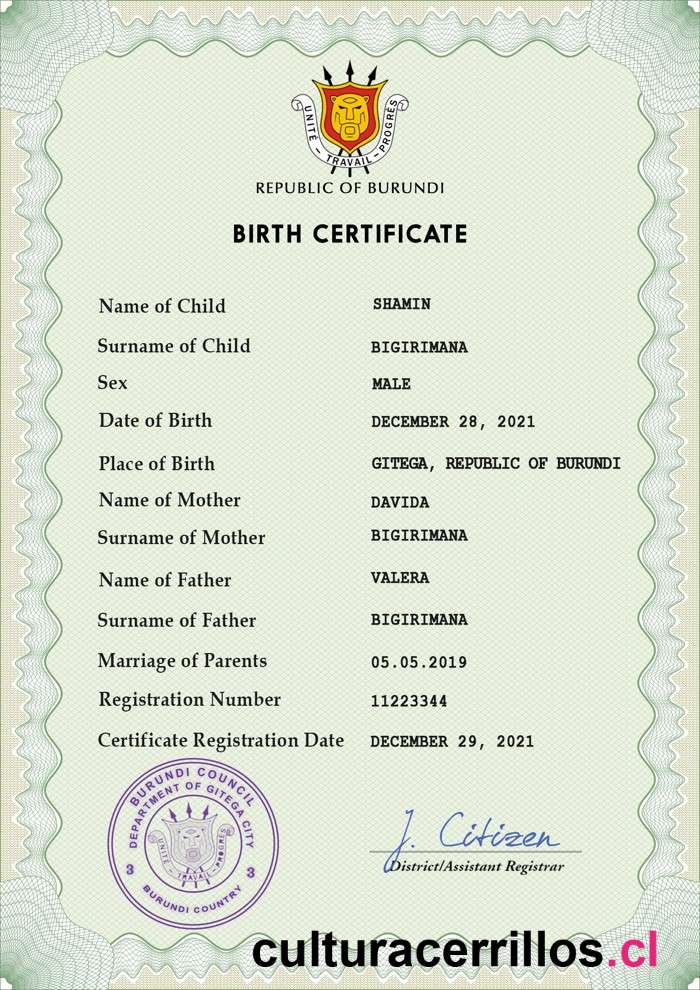 UNITÉ - TRAVAIL - PROGRÈS
REPUBLIC OF BURUNDI
BIRTH CERTIFICATE
Name of Child SHAMIN
Surname of Child BIGIRIMANA
Sex MALE
Date of Birth DECEMBER 28, 2021
Place of Birth GITEGA, REPUBLIC OF BURUNDI
Name of Mother DAVIDA
Surname of Mother BIGIRIMANA
Name of Father VALERA
Surname of Father BIGIRIMANA
Marriage of Parents 05.05.2019
Registration Number 11223344
Certificate Registration Date DECEMBER 29, 2021
BURUNDI COUNCIL
DEPARTMENT OF GITEGA CITY
UNITÉ - TRAVAIL - PROGRÈS
3 3
BURUNDI COUNTRY
J. Citizen
District/Assistant Registrar
culturacerrillos.cl